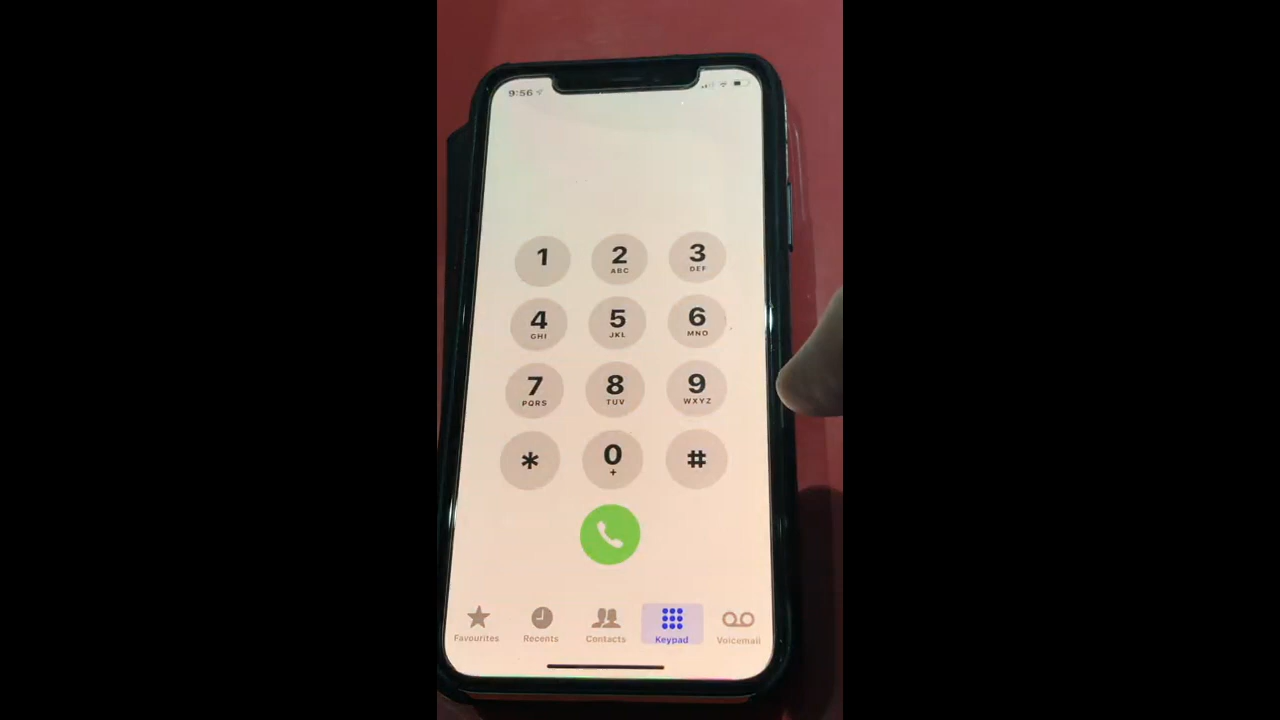 9:56
1 2 3
ABC DEF
4 5 6
GHI JKL MNO
7 8 9
PQRS TUV WXYZ
* 0 #
+
Favourites Recents Contacts Keypad Voicemail